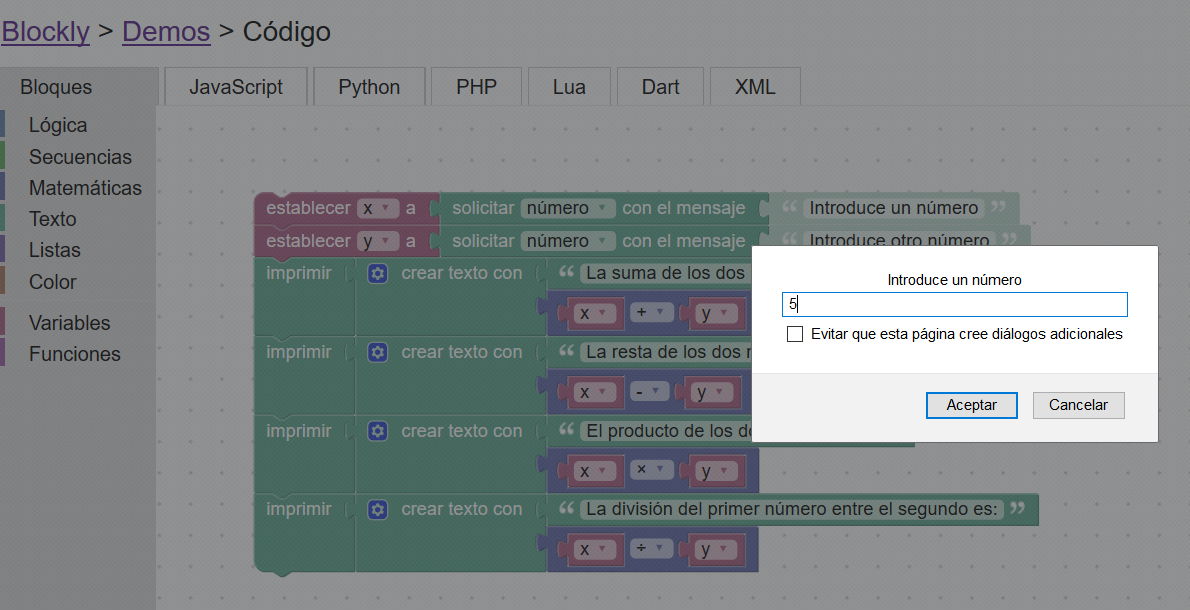 Blockly > Demos > Código
Bloques JavaScript Python PHP Lua Dart XML
Lógica
Secuencias
Matemáticas
Texto
Listas
Color
Variables
Funciones
establecer x a solicitar número con el mensaje “ Introduce un número ”
establecer y a solicitar número con el mensaje “ Introduce otro número ”
imprimir crear texto con “ La suma de los dos
x + y
imprimir crear texto con “ La resta de los dos
x - y
imprimir crear texto con “ El producto de los
x × y
imprimir crear texto con “ La división del primer número entre el segundo es: ”
x ÷ y
Introduce un número
5
Evitar que esta página cree diálogos adicionales
Aceptar Cancelar